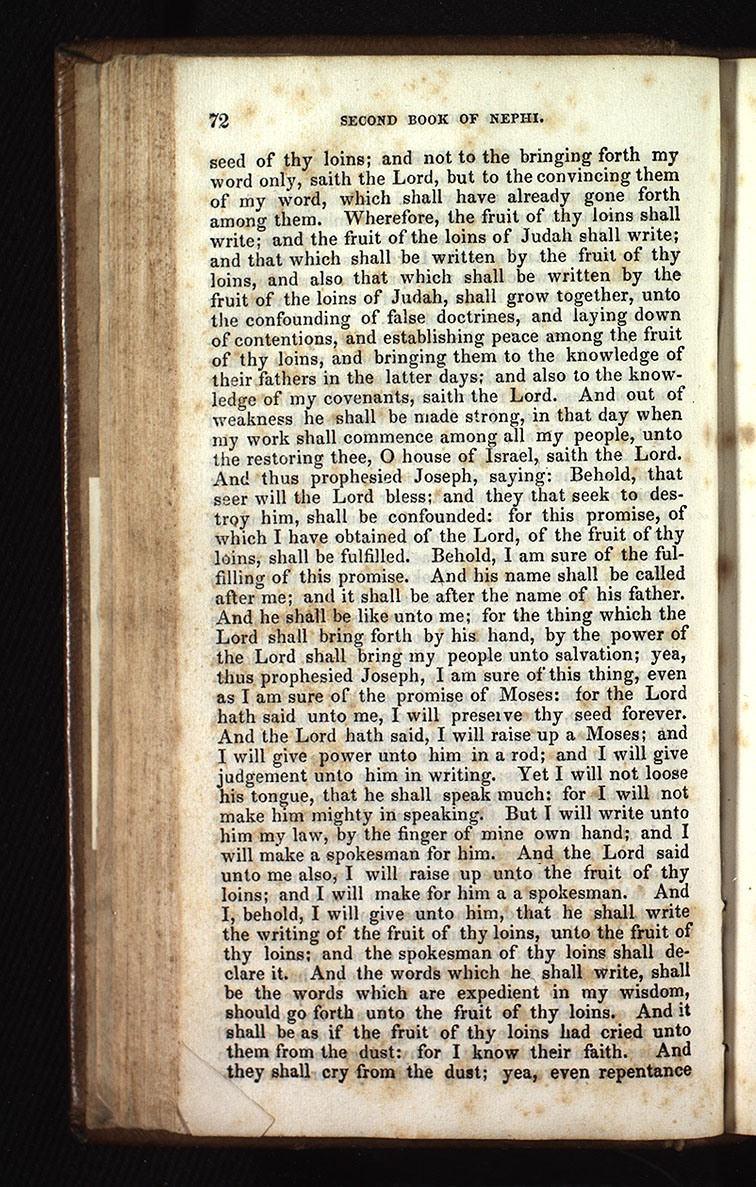 72 SECOND BOOK OF NEPHI.
seed of thy loins; and not to the bringing forth my
word only, saith the Lord, but to the convincing them
of my word, which shall have already gone forth
among them. Wherefore, the fruit of thy loins shall
write; and the fruit of the loins of Judah shall write;
and that which shall be written by the fruit of thy
loins, and also that which shall be written by the
fruit of the loins of Judah, shall grow together, unto
the confounding of false doctrines, and laying down
of contentions, and establishing peace among the fruit
of thy loins, and bringing them to the knowledge of
their fathers in the latter days; and also to the know-
ledge of my covenants, saith the Lord. And out of
weakness he shall be made strong, in that day when
my work shall commence among all my people, unto
the restoring thee, O house of Israel, saith the Lord.
And thus prophesied Joseph, saying: Behold, that
seer will the Lord bless; and they that seek to des-
troy him, shall be confounded: for this promise, of
which I have obtained of the Lord, of the fruit of thy
loins, shall be fulfilled. Behold, I am sure of the ful-
filling of this promise. And his name shall be called
after me; and it shall be after the name of his father.
And he shall be like unto me; for the thing which the
Lord shall bring forth by his hand, by the power of
the Lord shall bring my people unto salvation; yea,
thus prophesied Joseph, I am sure of this thing, even
as I am sure of the promise of Moses: for the Lord
hath said unto me, I will preserve thy seed forever.
And the Lord hath said, I will raise up a Moses; and
I will give power unto him in a rod; and I will give
judgement unto him in writing. Yet I will not loose
his tongue, that he shall speak much: for I will not
make him mighty in speaking. But I will write unto
him my law, by the finger of mine own hand; and I
will make a spokesman for him. And the Lord said
unto me also, I will raise up unto the fruit of thy
loins; and I will make for him a a spokesman. And
I, behold, I will give unto him, that he shall write
the writing of the fruit of thy loins, unto the fruit of
thy loins; and the spokesman of thy loins shall de-
clare it. And the words which he shall write, shall
be the words which are expedient in my wisdom,
should go forth unto the fruit of thy loins. And it
shall be as if the fruit of thy loins had cried unto
them from the dust: for I know their faith. And
they shall cry from the dust; yea, even repentance